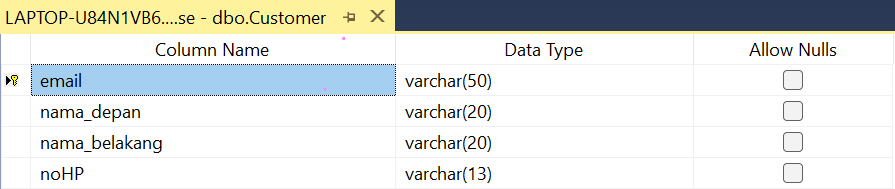 LAPTOP-U84N1VB6....se - dbo.Customer
Column Name Data Type Allow Nulls
email varchar(50)
nama_depan varchar(20)
nama_belakang varchar(20)
noHP varchar(13)